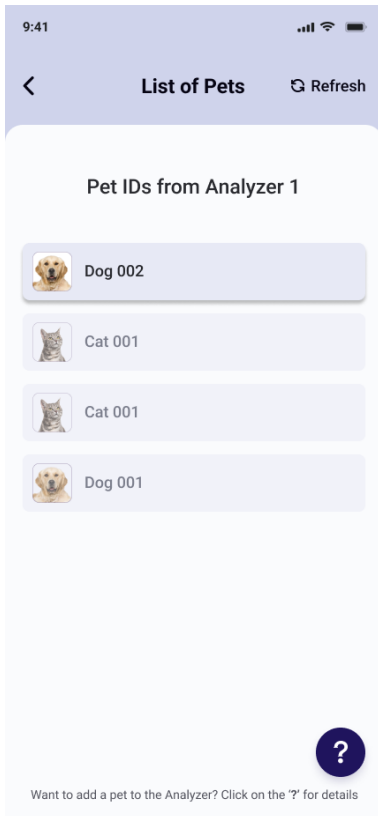 9:41
List of Pets
Refresh
Pet IDs from Analyzer 1
Dog 002
Cat 001
Cat 001
Dog 001
?
Want to add a pet to the Analyzer? Click on the ‘?’ for details